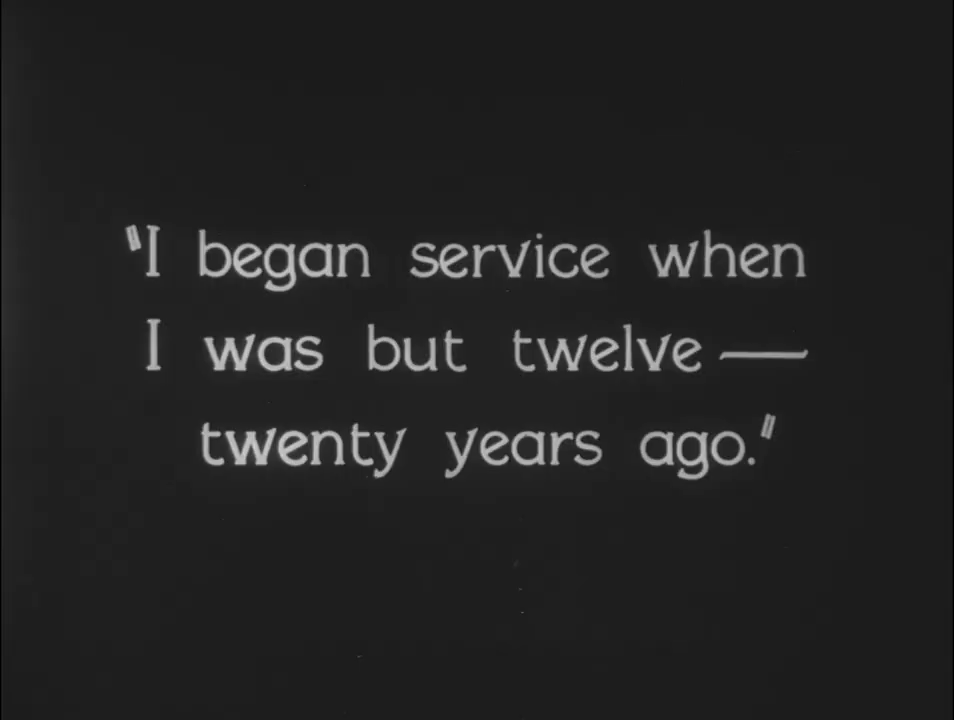 "I began service when
I was but twelve—
twenty years ago."